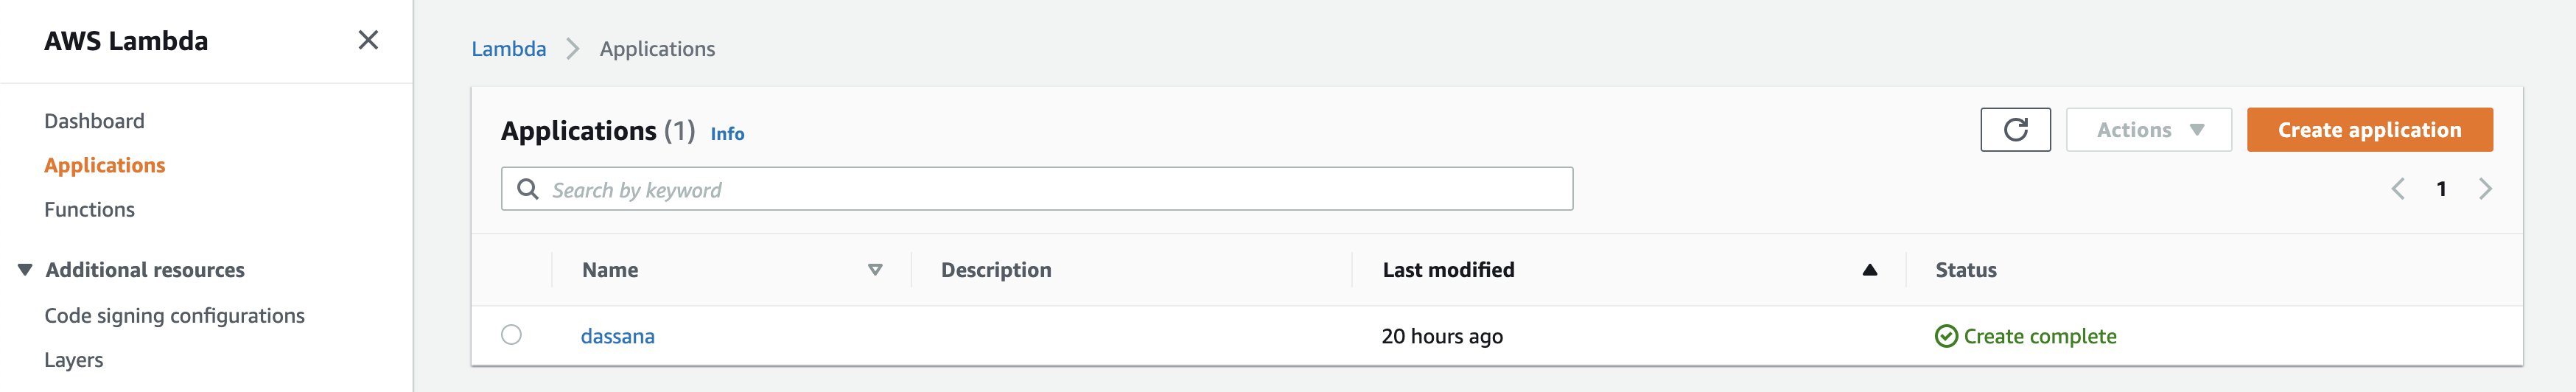 AWS Lambda
Dashboard
Applications
Functions
Additional resources
Code signing configurations
Layers
Lambda Applications
Applications (1) Info
Actions
Create application
Search by keyword
1
Name Description Last modified Status
dassana 20 hours ago Create complete